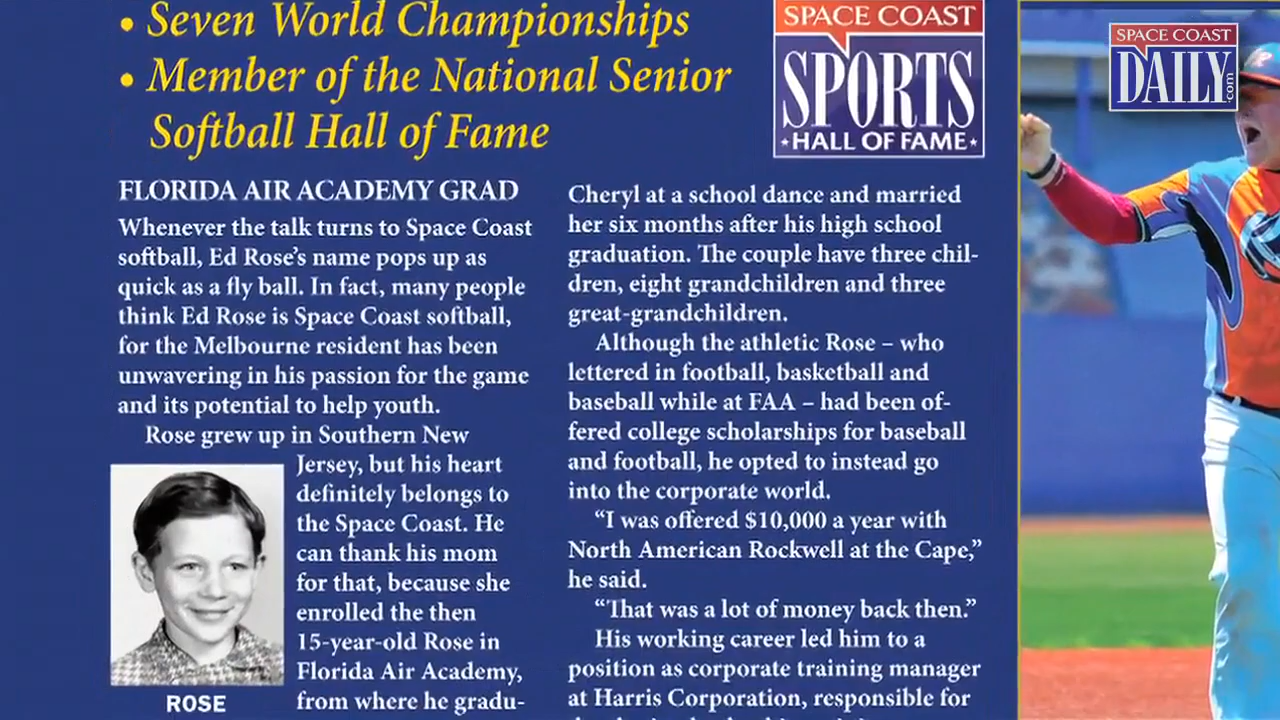 • Seven World Championships
• Member of the National Senior
Softball Hall of Fame
SPACE COAST
SPORTS
★HALL OF FAME★
SPACE COAST
DAILY.com
FLORIDA AIR ACADEMY GRAD
Whenever the talk turns to Space Coast
softball, Ed Rose’s name pops up as
quick as a fly ball. In fact, many people
think Ed Rose is Space Coast softball,
for the Melbourne resident has been
unwavering in his passion for the game
and its potential to help youth.
Rose grew up in Southern New
Jersey, but his heart
definitely belongs to
the Space Coast. He
can thank his mom
for that, because she
enrolled the then
15-year-old Rose in
Florida Air Academy,
from where he gradu-
ROSE
Cheryl at a school dance and married
her six months after his high school
graduation. The couple have three chil-
dren, eight grandchildren and three
great-grandchildren.
Although the athletic Rose – who
lettered in football, basketball and
baseball while at FAA – had been of-
fered college scholarships for baseball
and football, he opted to instead go
into the corporate world.
“I was offered $10,000 a year with
North American Rockwell at the Cape,”
he said.
“That was a lot of money back then.”
His working career led him to a
position as corporate training manager
at Harris Corporation, responsible for